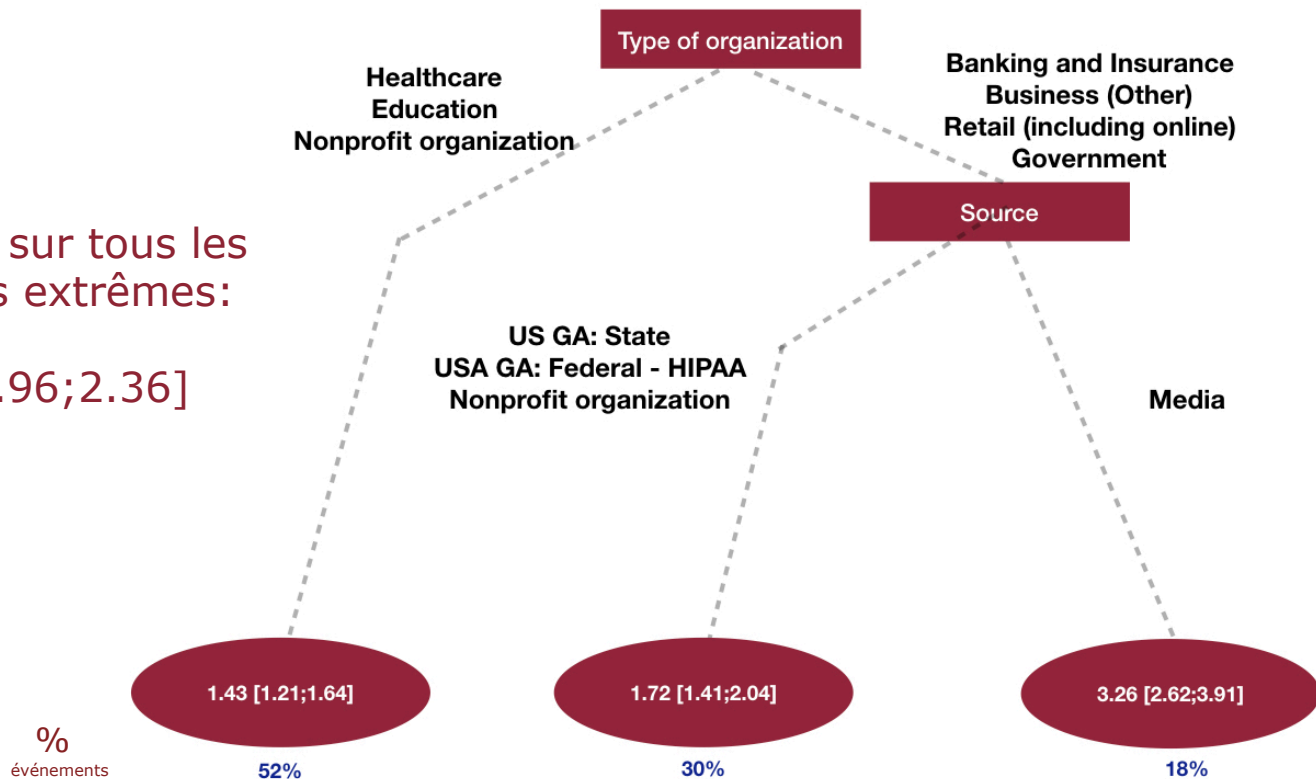 Type of organization
Healthcare
Education
Nonprofit organization
Banking and Insurance
Business (Other)
Retail (including online)
Government
Source
sur tous les
s extrêmes:
.96;2.36]
US GA: State
USA GA: Federal - HIPAA
Nonprofit organization
Media
1.43 [1.21;1.64]
1.72 [1.41;2.04]
3.26 [2.62;3.91]
%
événements
52%
30%
18%